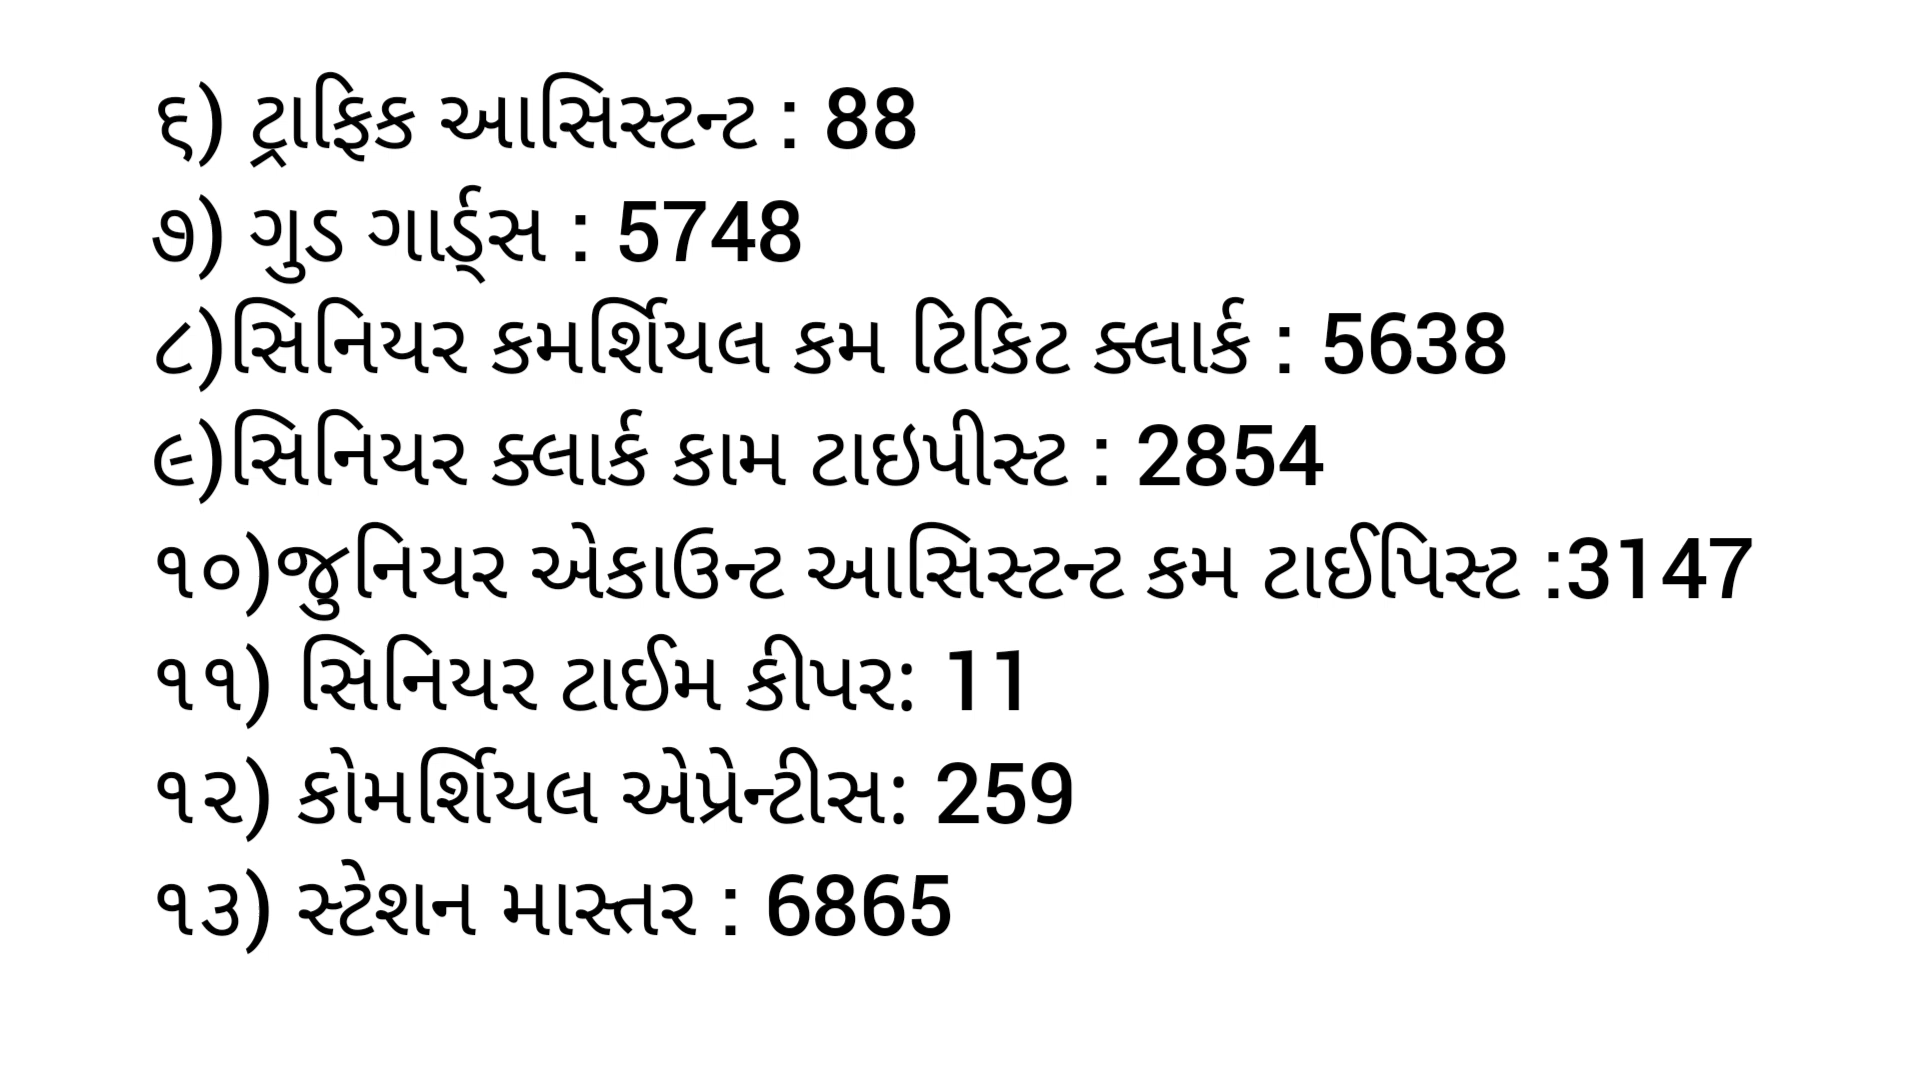 ૬) ટ્રાફિક આસિસ્ટન્ટ : 88
૭) ગુડ ગાર્ડ્સ : 5748
૮)સિનિયર કમર્શિયલ કમ ટિકિટ ક્લાર્ક : 5638
૯)સિનિયર ક્લાર્ક કામ ટાઇપીસ્ટ : 2854
૧૦)જુનિયર એકાઉન્ટ આસિસ્ટન્ટ કમ ટાઈપિસ્ટ :3147
૧૧) સિનિયર ટાઈમ કીપર: 11
૧૨) કોમર્શિયલ એપ્રેન્ટીસ: 259
૧૩) સ્ટેશન માસ્તર : 6865